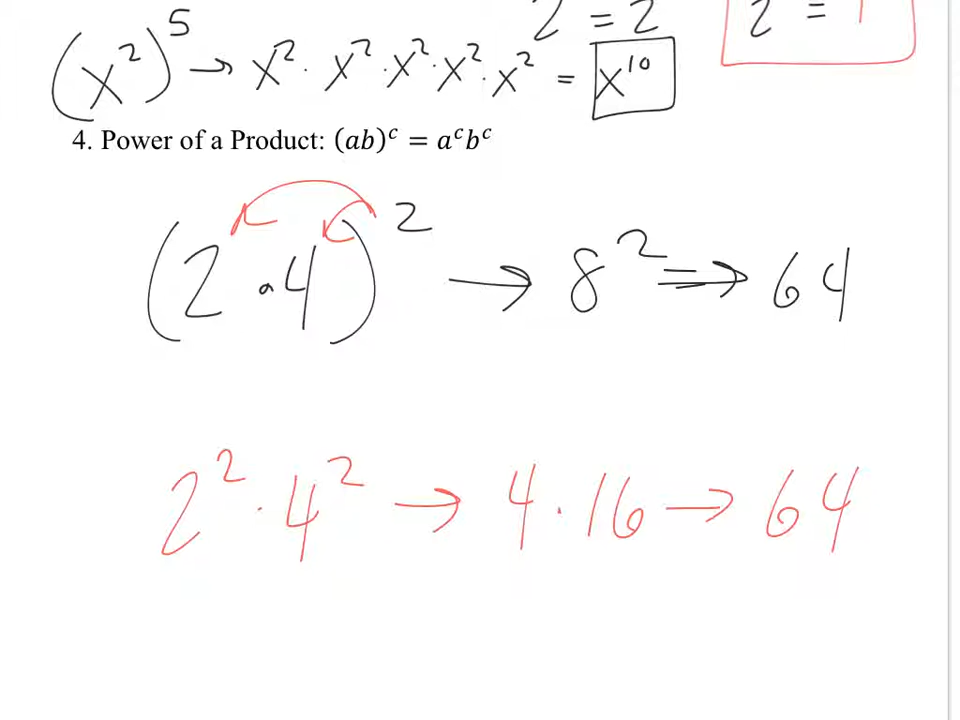 2 = 2
2 = 1
(x²)⁵ → x² · x² · x² · x² · x² = x¹⁰
4. Power of a Product: (ab)ᶜ = aᶜbᶜ
(2 · 4)² → 8² ⇒ 64
2² · 4² → 4 · 16 → 64